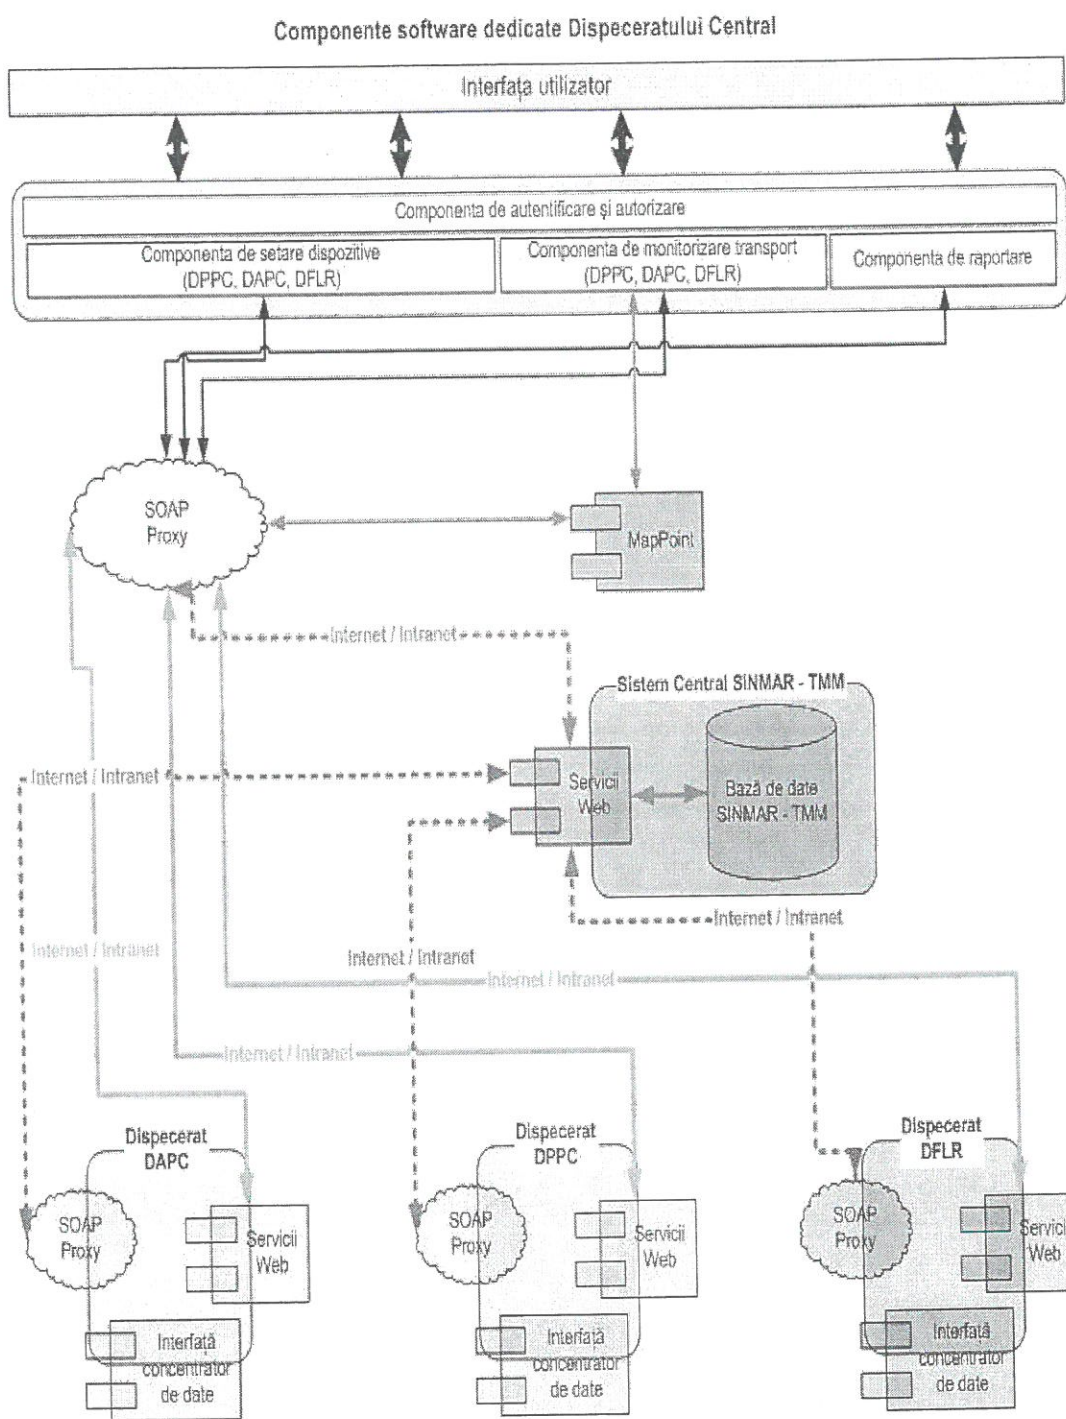 Componente software dedicate Dispeceratului Central
Interfața utilizator
Componenta de autentificare și autorizare
Componenta de setare dispozitive
(DPPC, DAPC, DFLR)
Componenta de monitorizare transport
(DPPC, DAPC, DFLR)
Componenta de raportare
SOAP
Proxy
MapPoint
Internet / Intranet
Sistem Central SINMAR - TMM
Internet / Intranet
Servicii
Web
Bază de date
SINMAR - TMM
Internet / Intranet
Internet / Intranet
Internet / Intranet
Internet / Intranet
Internet / Intranet
Dispecerat
DAPC
Dispecerat
DPPC
Dispecerat
DFLR
SOAP
Proxy
Servicii
Web
SOAP
Proxy
Servicii
Web
SOAP
Proxy
Servicii
Web
Interfață
concentrator
de date
Interfață
concentrator
de date
Interfață
concentrator
de date